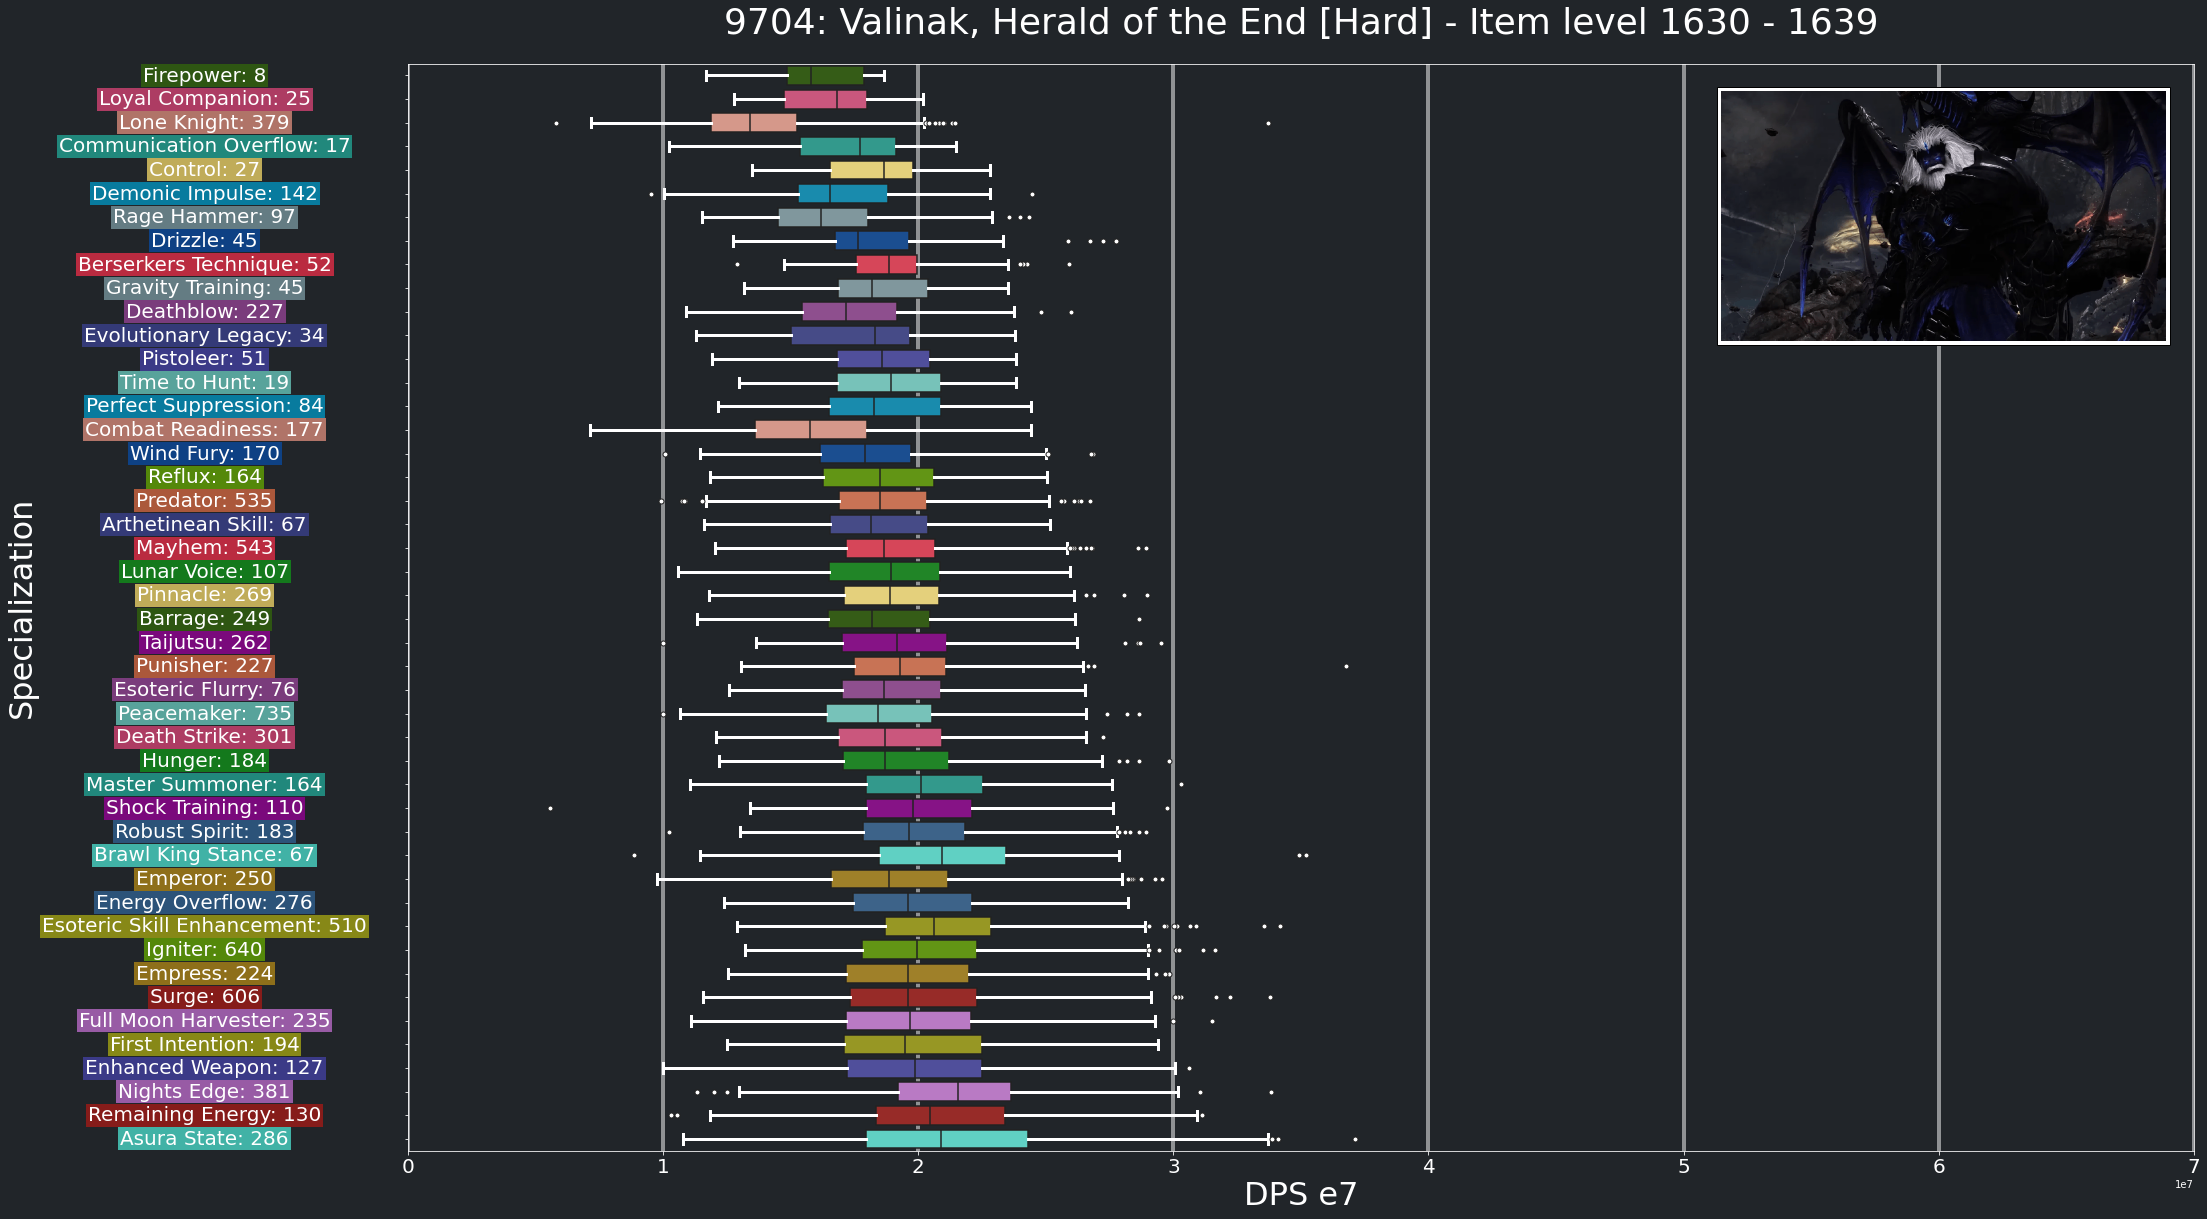 9704: Valinak, Herald of the End [Hard] - Item level 1630 - 1639
Specialization
Firepower: 8
Loyal Companion: 25
Lone Knight: 379
Communication Overflow: 17
Control: 27
Demonic Impulse: 142
Rage Hammer: 97
Drizzle: 45
Berserkers Technique: 52
Gravity Training: 45
Deathblow: 227
Evolutionary Legacy: 34
Pistoleer: 51
Time to Hunt: 19
Perfect Suppression: 84
Combat Readiness: 177
Wind Fury: 170
Reflux: 164
Predator: 535
Arthetinean Skill: 67
Mayhem: 543
Lunar Voice: 107
Pinnacle: 269
Barrage: 249
Taijutsu: 262
Punisher: 227
Esoteric Flurry: 76
Peacemaker: 735
Death Strike: 301
Hunger: 184
Master Summoner: 164
Shock Training: 110
Robust Spirit: 183
Brawl King Stance: 67
Emperor: 250
Energy Overflow: 276
Esoteric Skill Enhancement: 510
Igniter: 640
Empress: 224
Surge: 606
Full Moon Harvester: 235
First Intention: 194
Enhanced Weapon: 127
Nights Edge: 381
Remaining Energy: 130
Asura State: 286
0 1 2 3 4 5 6 7
1e7
DPS e7